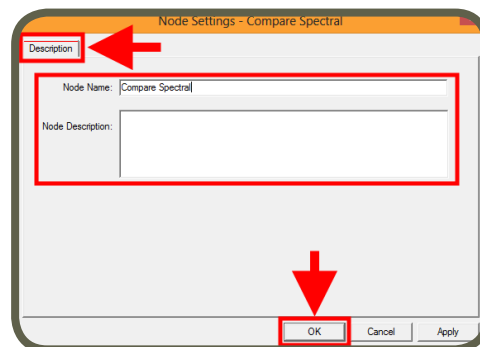 Node Settings - Compare Spectral
Description
Node Name: Compare Spectral
Node Description:
OK Cancel Apply